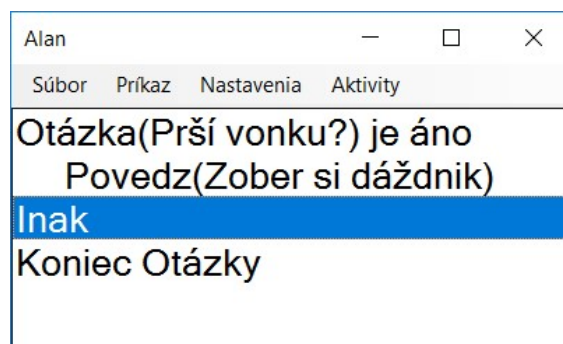 Alan
Súbor Príkaz Nastavenia Aktivity
Otázka(Prší vonku?) je áno
Povedz(Zober si dáždnik)
Inak
Koniec Otázky